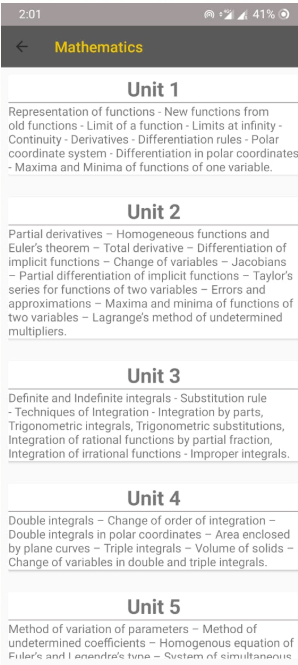 2:01
41%
Mathematics
Unit 1
Representation of functions - New functions from
old functions - Limit of a function - Limits at infinity -
Continuity - Derivatives - Differentiation rules - Polar
coordinate system - Differentiation in polar coordinates
- Maxima and Minima of functions of one variable.
Unit 2
Partial derivatives – Homogeneous functions and
Euler's theorem – Total derivative – Differentiation of
implicit functions – Change of variables – Jacobians
– Partial differentiation of implicit functions – Taylor's
series for functions of two variables – Errors and
approximations – Maxima and minima of functions of
two variables – Lagrange's method of undetermined
multipliers.
Unit 3
Definite and Indefinite integrals - Substitution rule
- Techniques of Integration - Integration by parts,
Trigonometric integrals, Trigonometric substitutions,
Integration of rational functions by partial fraction,
Integration of irrational functions - Improper integrals.
Unit 4
Double integrals – Change of order of integration –
Double integrals in polar coordinates – Area enclosed
by plane curves – Triple integrals – Volume of solids –
Change of variables in double and triple integrals.
Unit 5
Method of variation of parameters – Method of
undetermined coefficients – Homogenous equation of
Euler's and Legendre's type – System of simultaneous